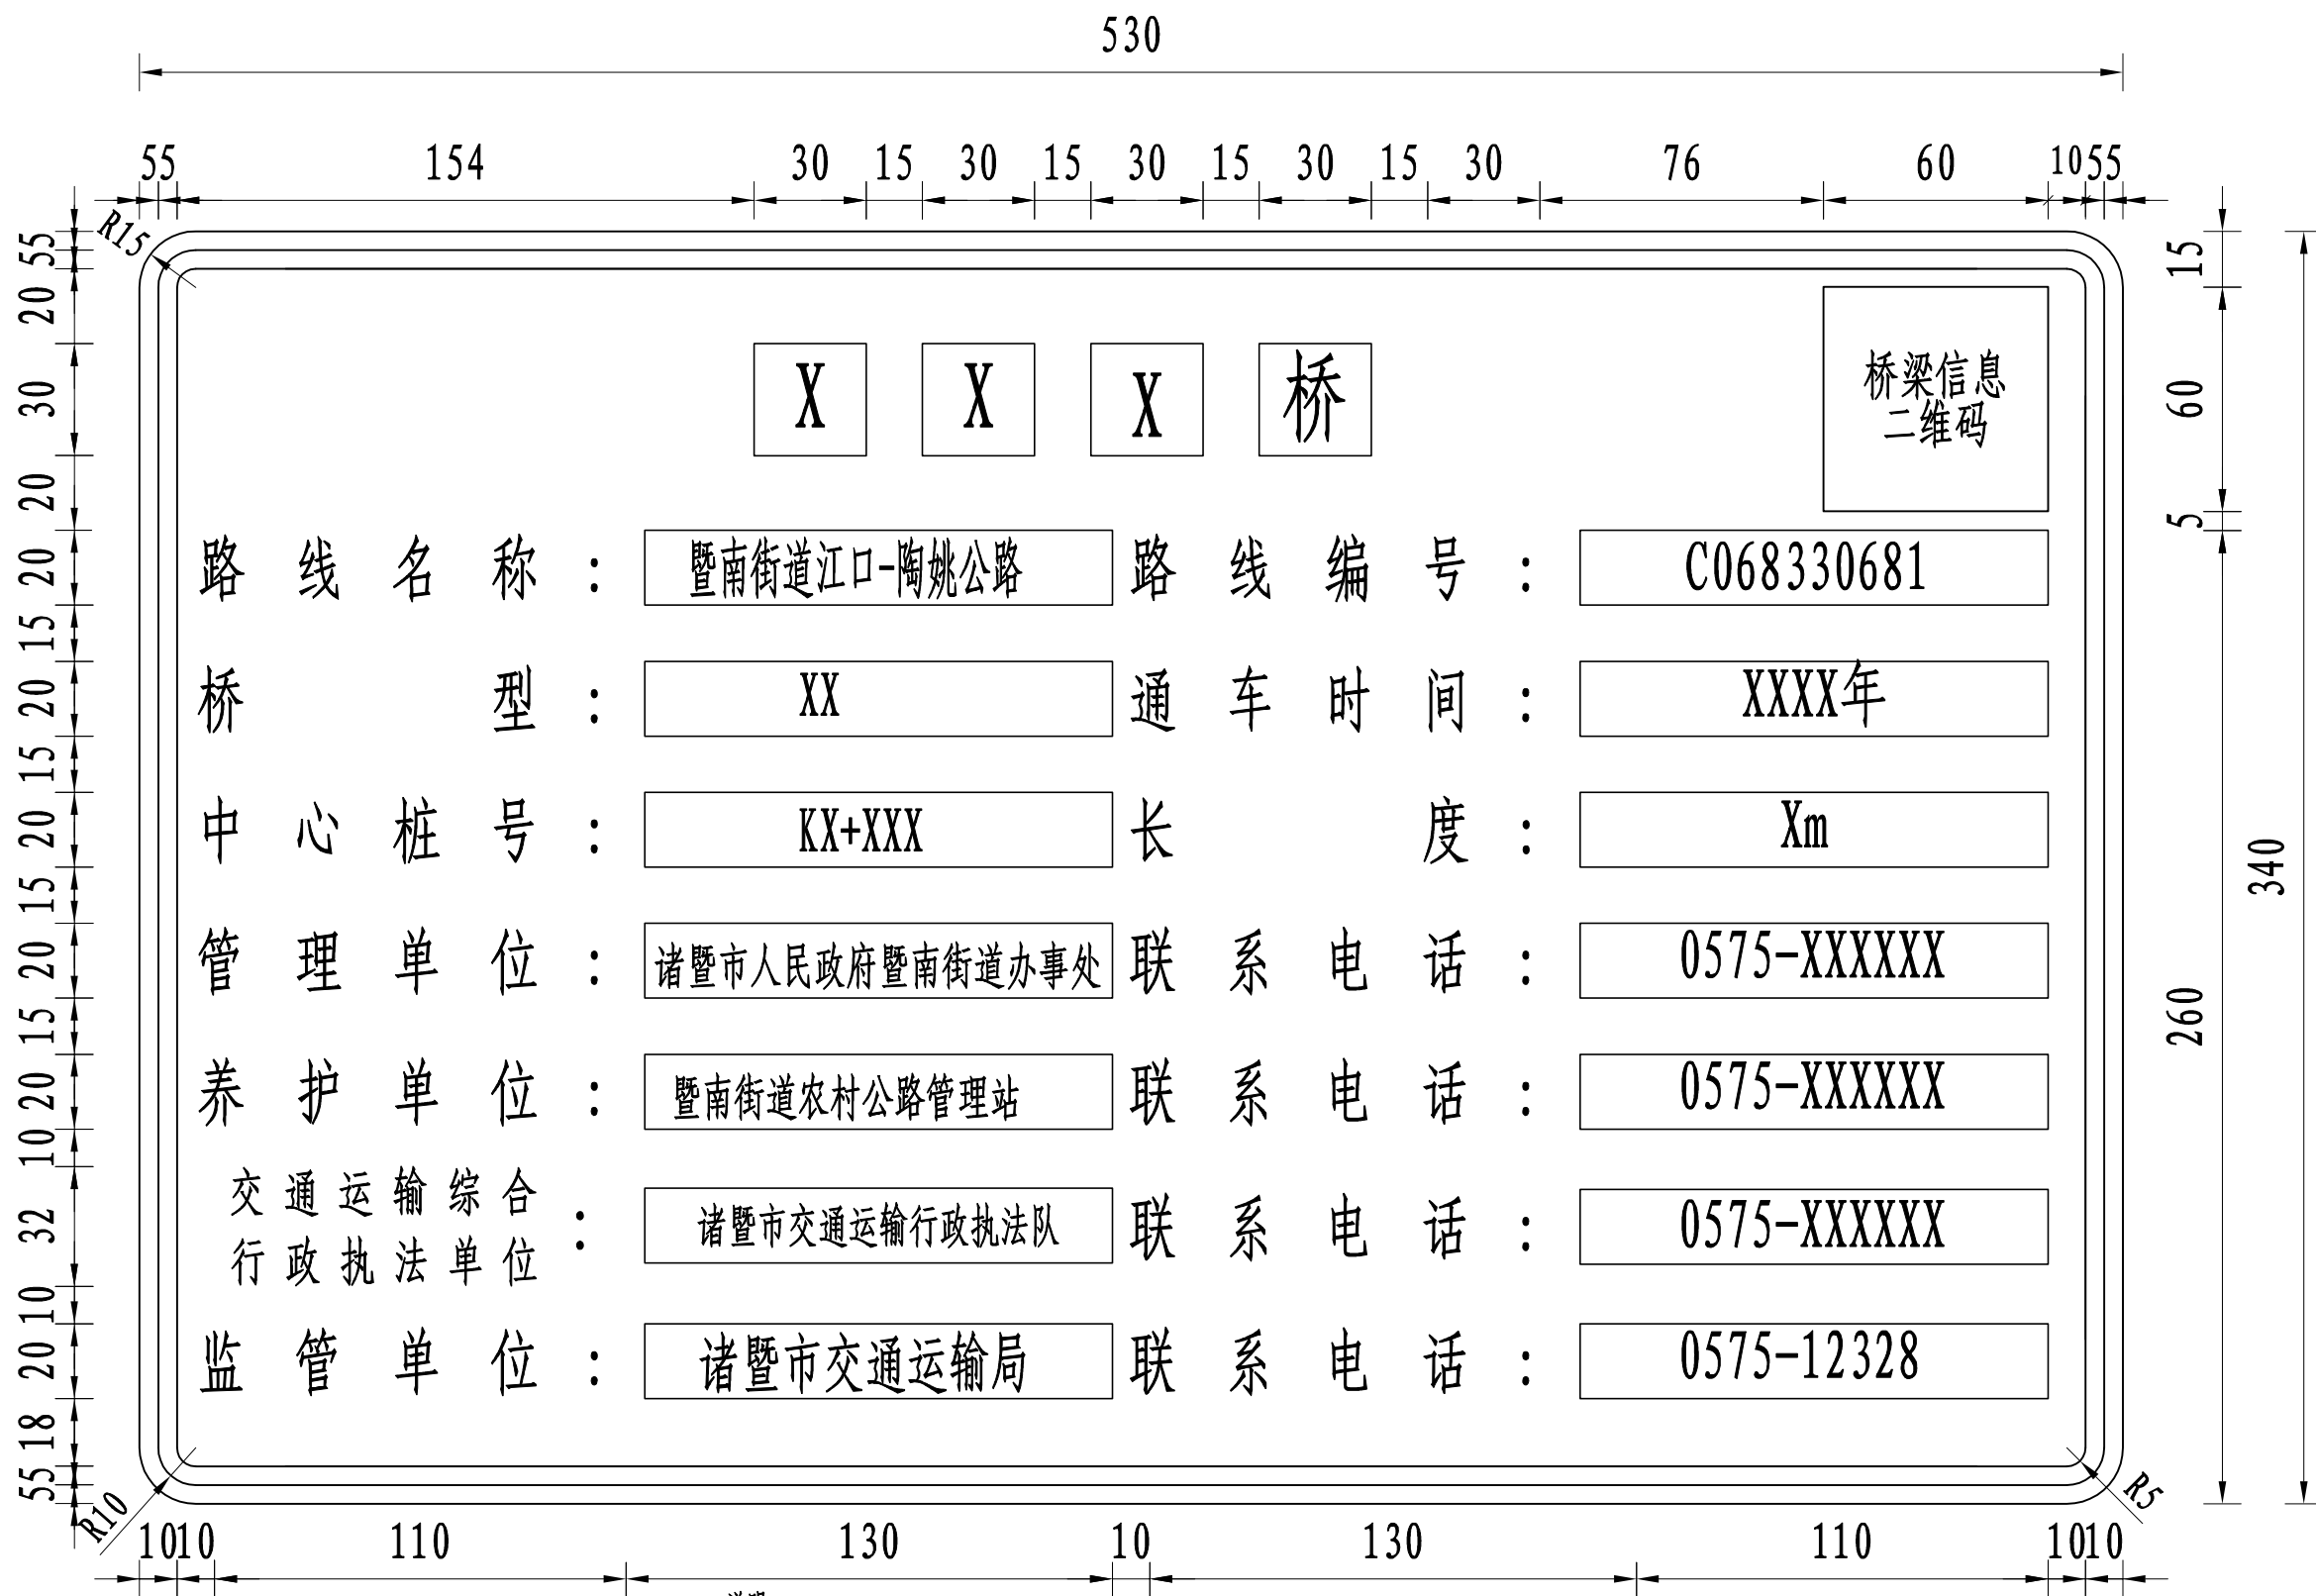 530
55 154 30 15 30 15 30 15 30 15 30 76 60 10 55
R15
55 20 30 20 20 15 20 15 20 15 20 15 20 10 32 10 20 18 55
X X X 桥
桥梁信息
二维码
15 60 5 260
340
路线名称: 暨南街道江口-陶姚公路 路线编号: C068330681
桥型: XX 通车时间: XXXX年
中心桩号: KX+XXX 长度: Xm
管理单位: 诸暨市人民政府暨南街道办事处 联系电话: 0575-XXXXXX
养护单位: 暨南街道农村公路管理站 联系电话: 0575-XXXXXX
交通运输综合
行政执法单位: 诸暨市交通运输行政执法队 联系电话: 0575-XXXXXX
监管单位: 诸暨市交通运输局 联系电话: 0575-12328
R10 R5
10 10 110 130 10 130 110 10 10